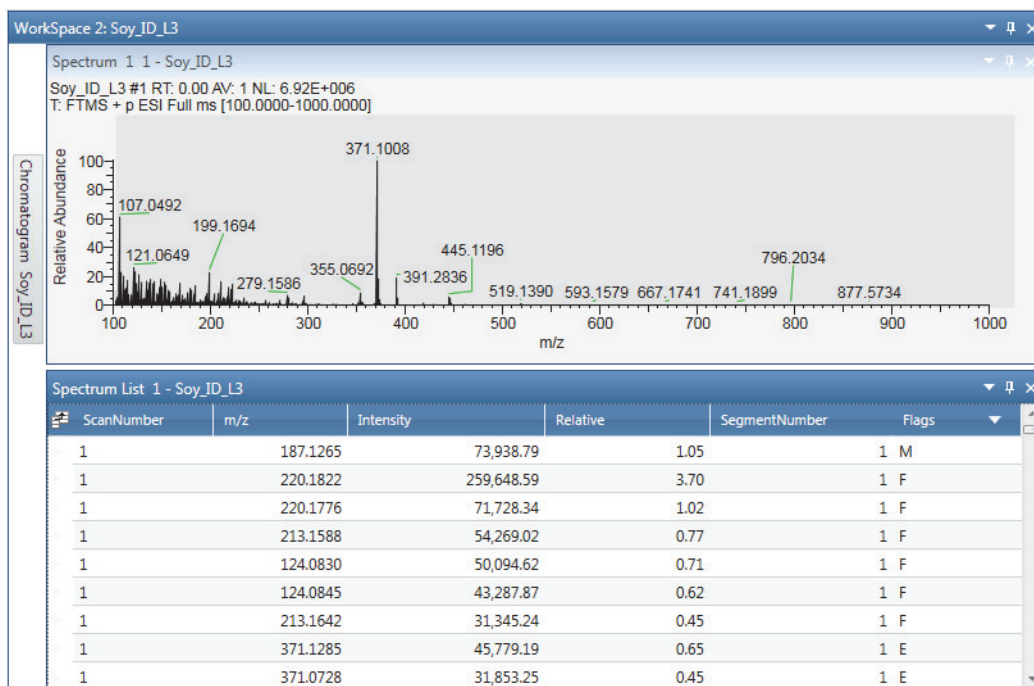 WorkSpace 2: Soy_ID_L3
Spectrum 1 1 - Soy_ID_L3
Soy_ID_L3 #1 RT: 0.00 AV: 1 NL: 6.92E+006
T: FTMS + p ESI Full ms [100.0000-1000.0000]
Chromatogram Soy_ID_L3
Relative Abundance
100
80
60
40
20
0
371.1008
107.0492
199.1694
121.0649
279.1586
355.0692
391.2836
445.1196
519.1390
593.1579
667.1741
741.1899
796.2034
877.5734
100 200 300 400 500 600 700 800 900 1000
m/z
Spectrum List 1 - Soy_ID_L3
ScanNumber m/z Intensity Relative SegmentNumber Flags
1 187.1265 73,938.79 1.05 1 M
1 220.1822 259,648.59 3.70 1 F
1 220.1776 71,728.34 1.02 1 F
1 213.1588 54,269.02 0.77 1 F
1 124.0830 50,094.62 0.71 1 F
1 124.0845 43,287.87 0.62 1 F
1 213.1642 31,345.24 0.45 1 F
1 371.1285 45,779.19 0.65 1 E
1 371.0728 31,853.25 0.45 1 E